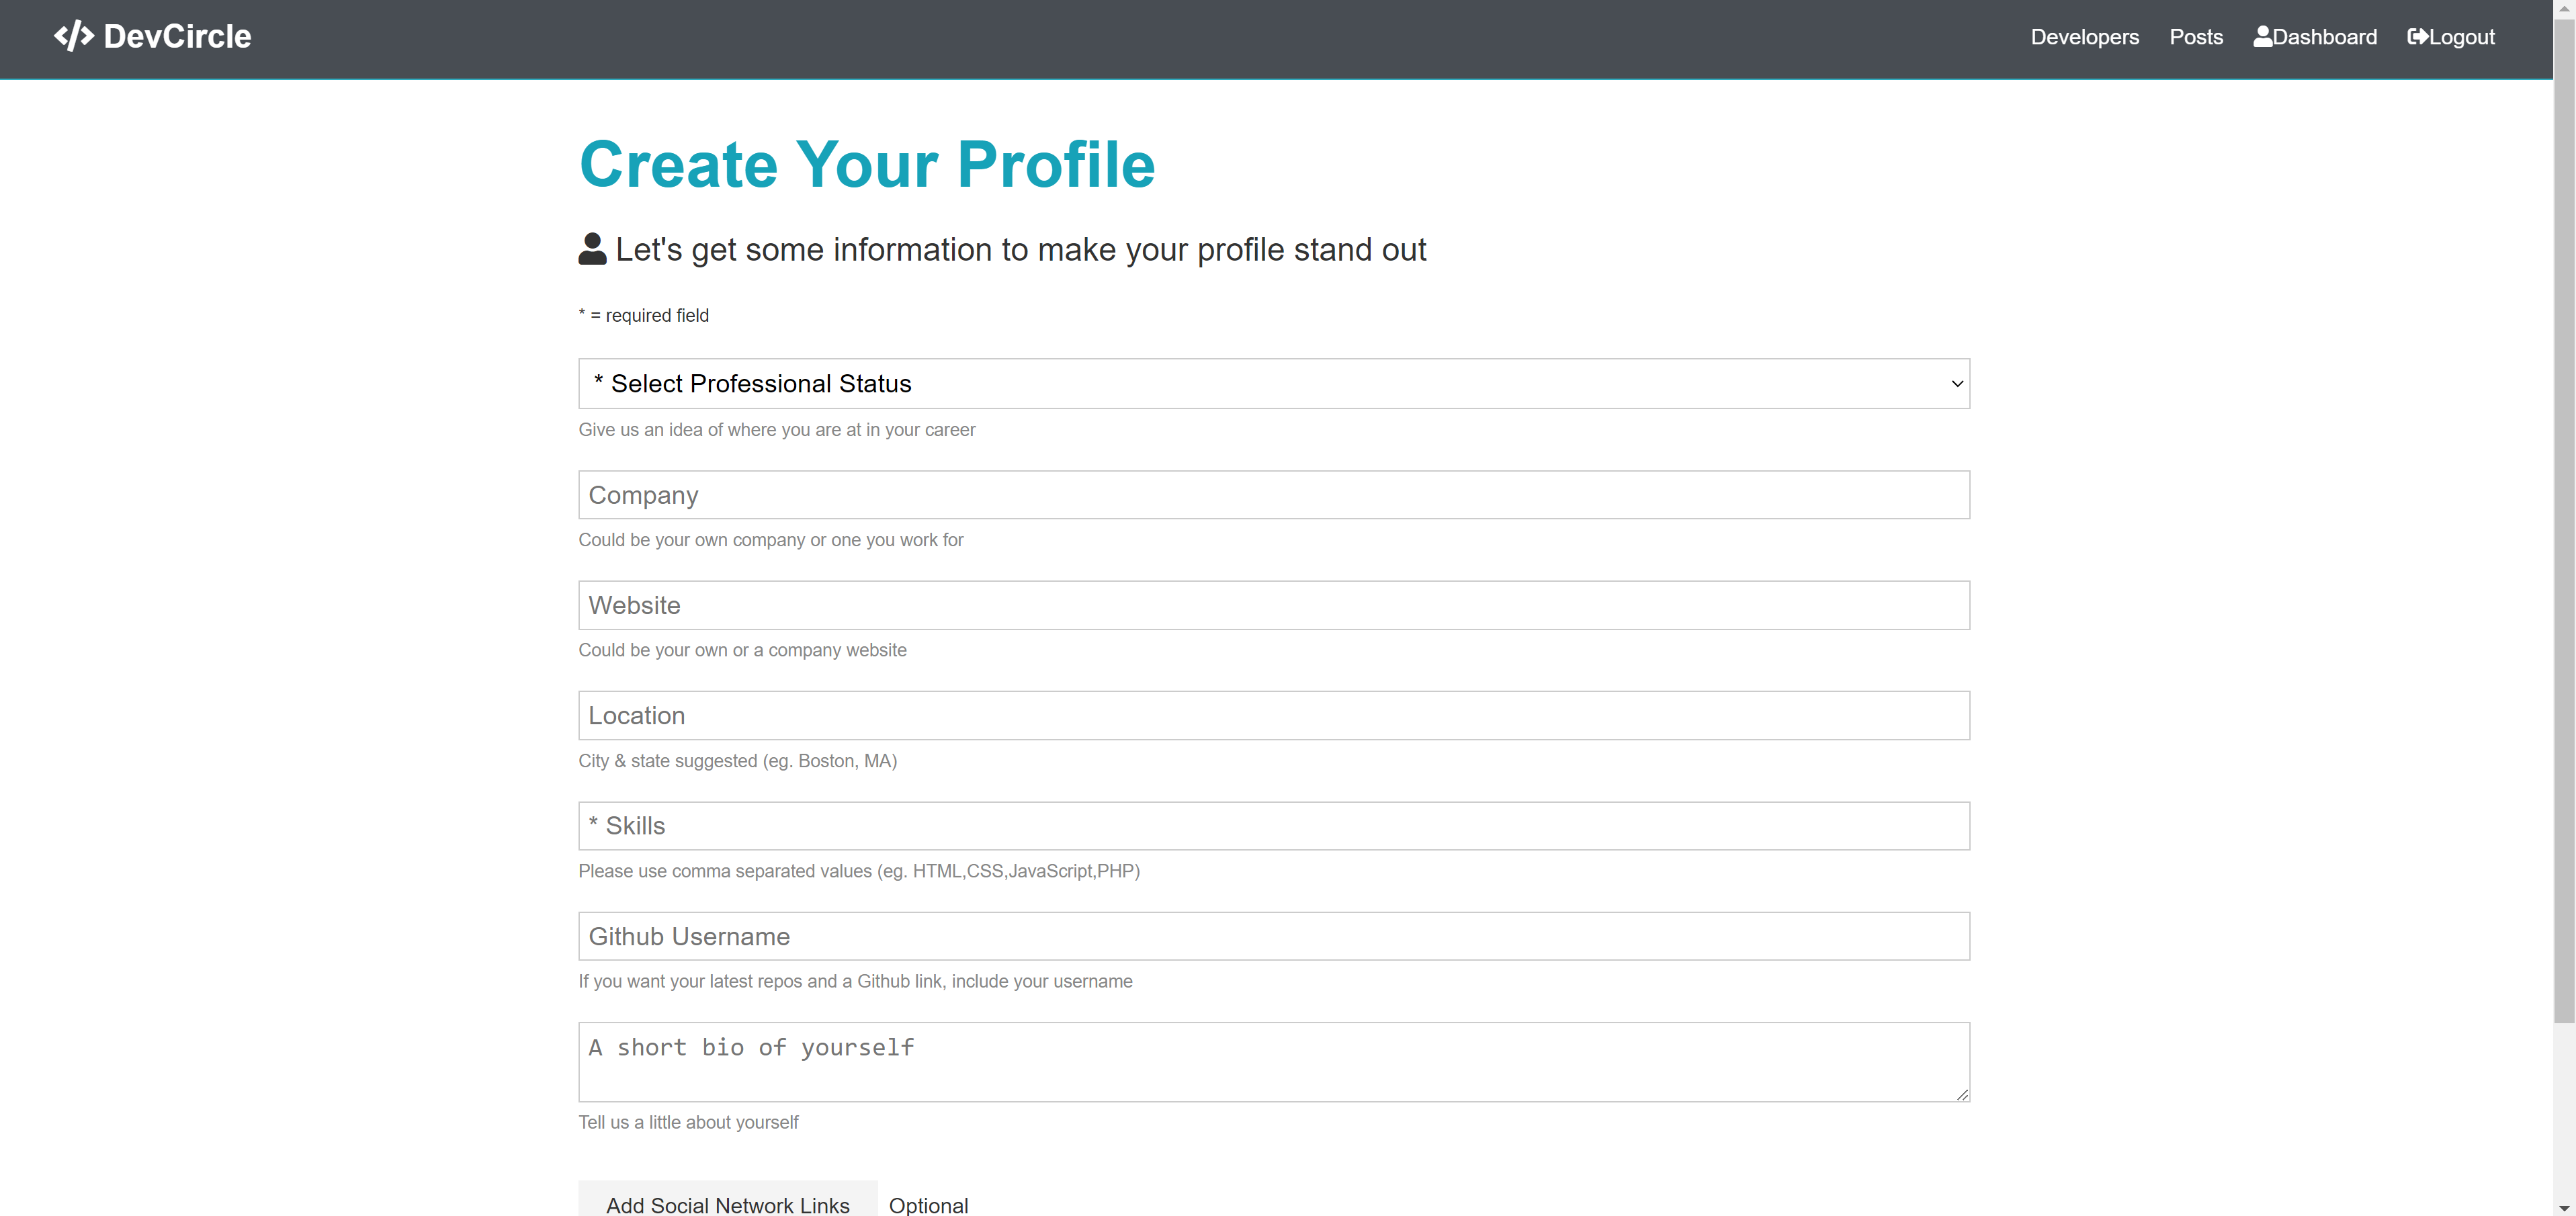 DevCircle
Developers Posts Dashboard Logout
Create Your Profile
Let's get some information to make your profile stand out
* = required field
* Select Professional Status
Give us an idea of where you are at in your career
Company
Could be your own company or one you work for
Website
Could be your own or a company website
Location
City & state suggested (eg. Boston, MA)
* Skills
Please use comma separated values (eg. HTML,CSS,JavaScript,PHP)
Github Username
If you want your latest repos and a Github link, include your username
A short bio of yourself
Tell us a little about yourself
Add Social Network Links Optional